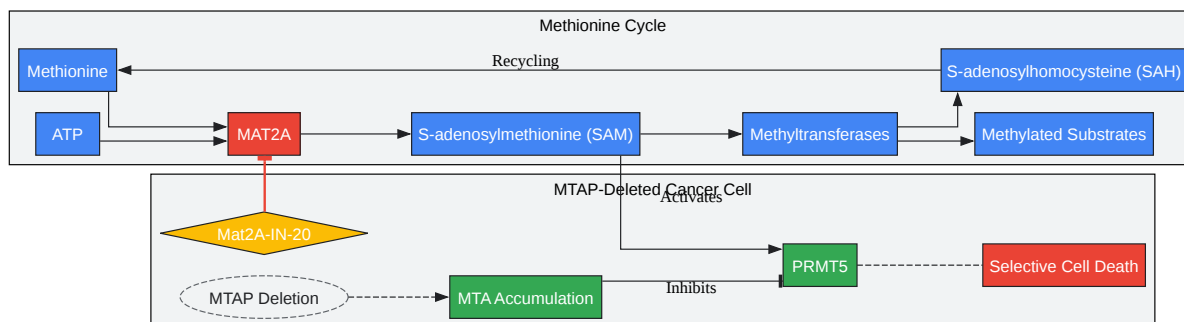 Methionine Cycle
Recycling
Methionine
S-adenosylhomocysteine (SAH)
ATP
MAT2A
S-adenosylmethionine (SAM)
Methyltransferases
Methylated Substrates
MTAP-Deleted Cancer Cell
Activates
Mat2A-IN-20
PRMT5
Selective Cell Death
MTAP Deletion
MTA Accumulation
Inhibits